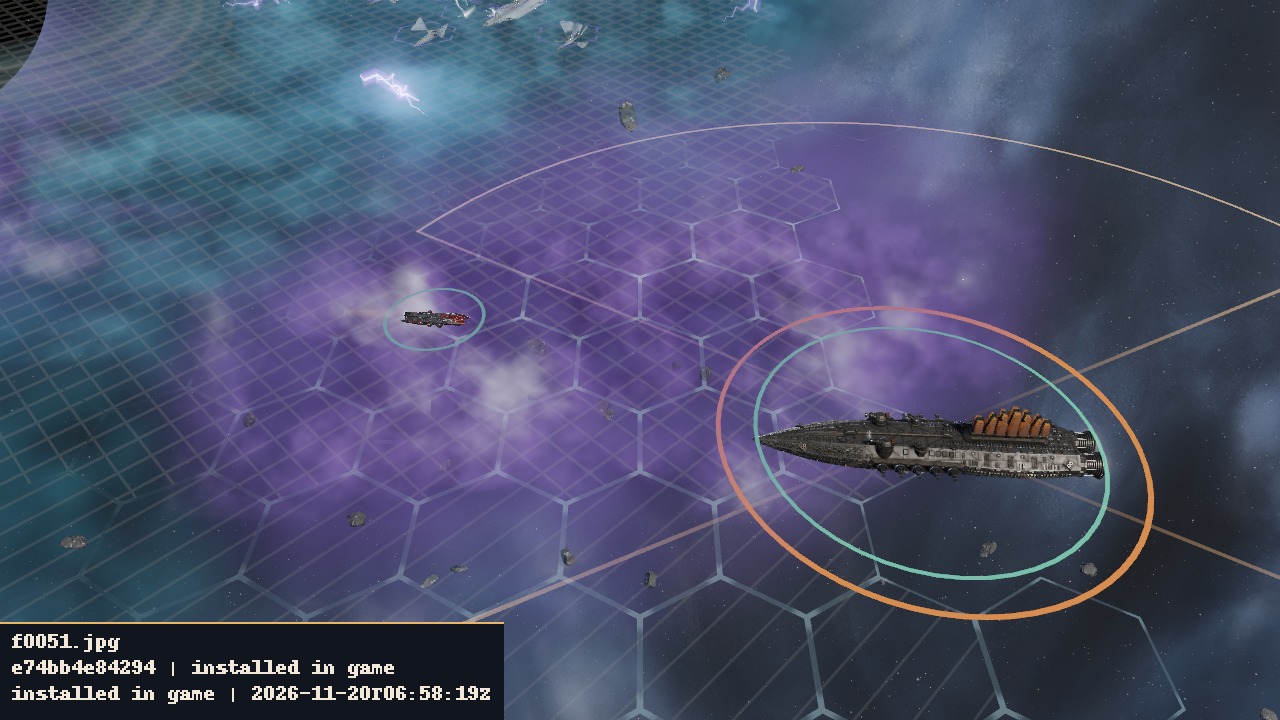 f0051.jpg
e74bb4e84294 | installed in game
installed in game | 2026-11-20T06:58:19Z